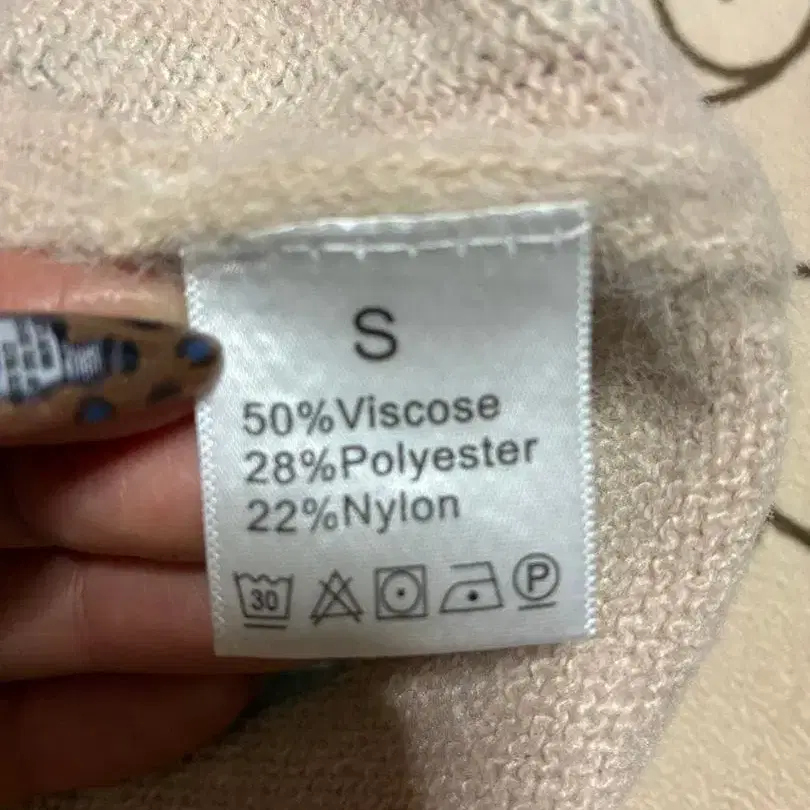 S
50%Viscose
28%Polyester
22%Nylon
30 P